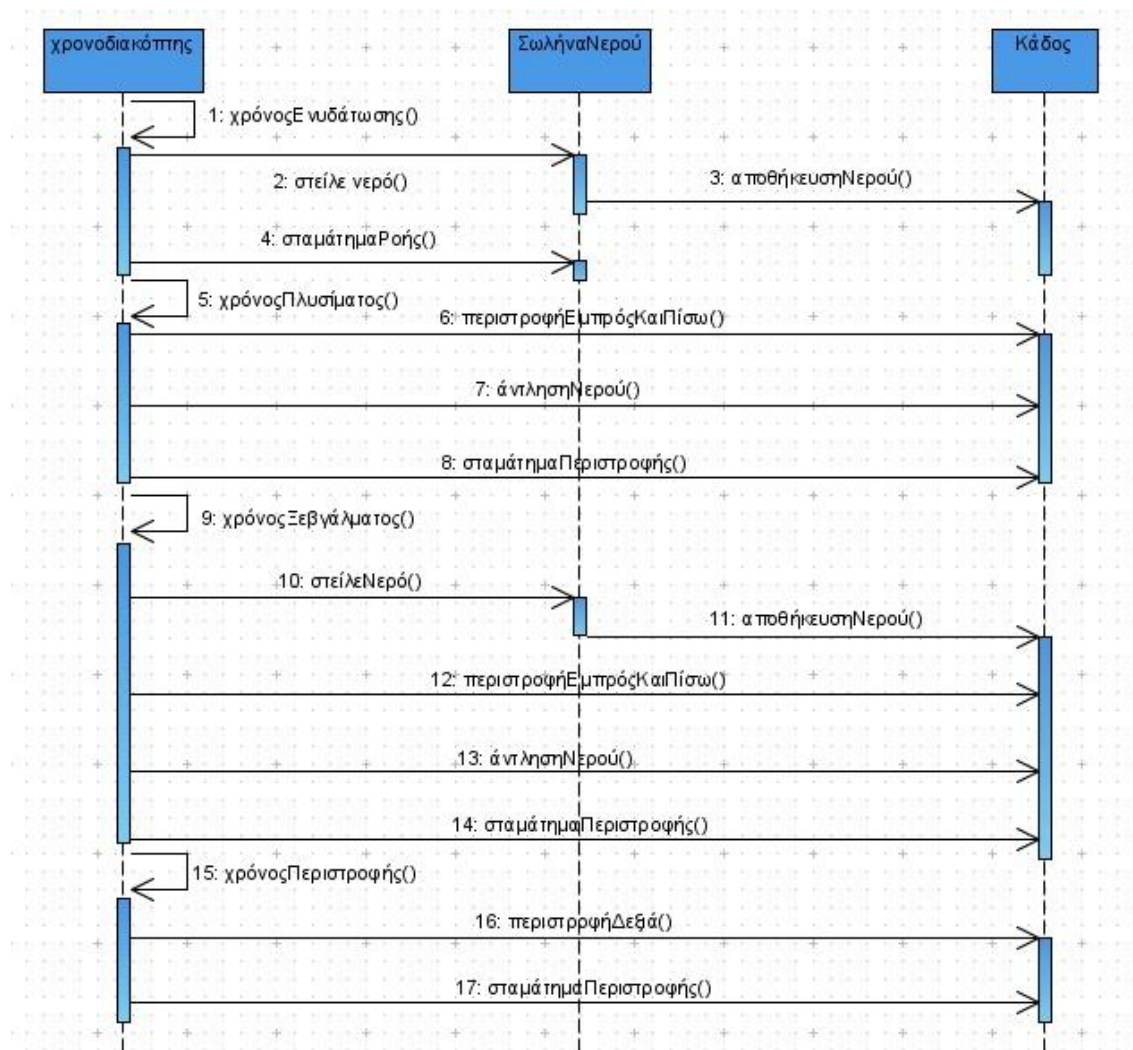 χρονοδιακόπτης
ΣωλήναΝερού
Κάδος
1: χρόνοςΕνυδάτωσης()
2: στείλε νερό()
3: αποθήκευσηΝερού()
4: σταμάτημαΡοής()
5: χρόνοςΠλυσίματος()
6: περιστροφήΕμπρόςΚαιΠίσω()
7: άντλησηΝερού()
8: σταμάτημαΠεριστροφής()
9: χρόνοςΞεβγάλματος()
10: στείλεΝερό()
11: αποθήκευσηΝερού()
12: περιστροφήΕμπρόςΚαιΠίσω()
13: άντλησηΝερού()
14: σταμάτημαΠεριστροφής()
15: χρόνοςΠεριστροφής()
16: περιστροφήΔεξιά()
17: σταμάτημαΠεριστροφής()